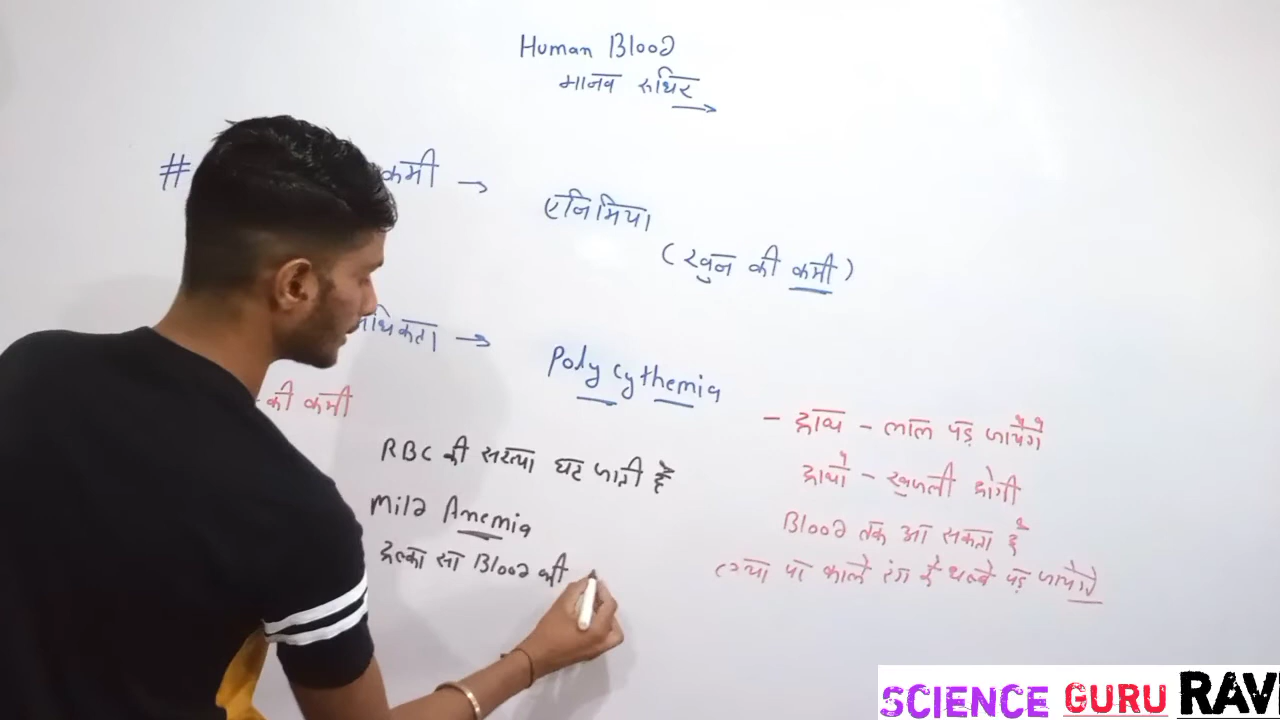 Human Blood
मानव रुधिर →
# कमी →
एनिमिया
(खुन की कमी)
धिकता →
Polycythemia
की कमी
- हाथ - लाल पड़ जायेंगें
RBC की संख्या घट जाती है
हाथों - खुजली होगी
Mild Anemia
Blood तक आ सकता है
हल्का सा Blood की
त्वचा पर काले रंग के धब्बे पड़ जायेंगे
SCIENCE GURU RAVI